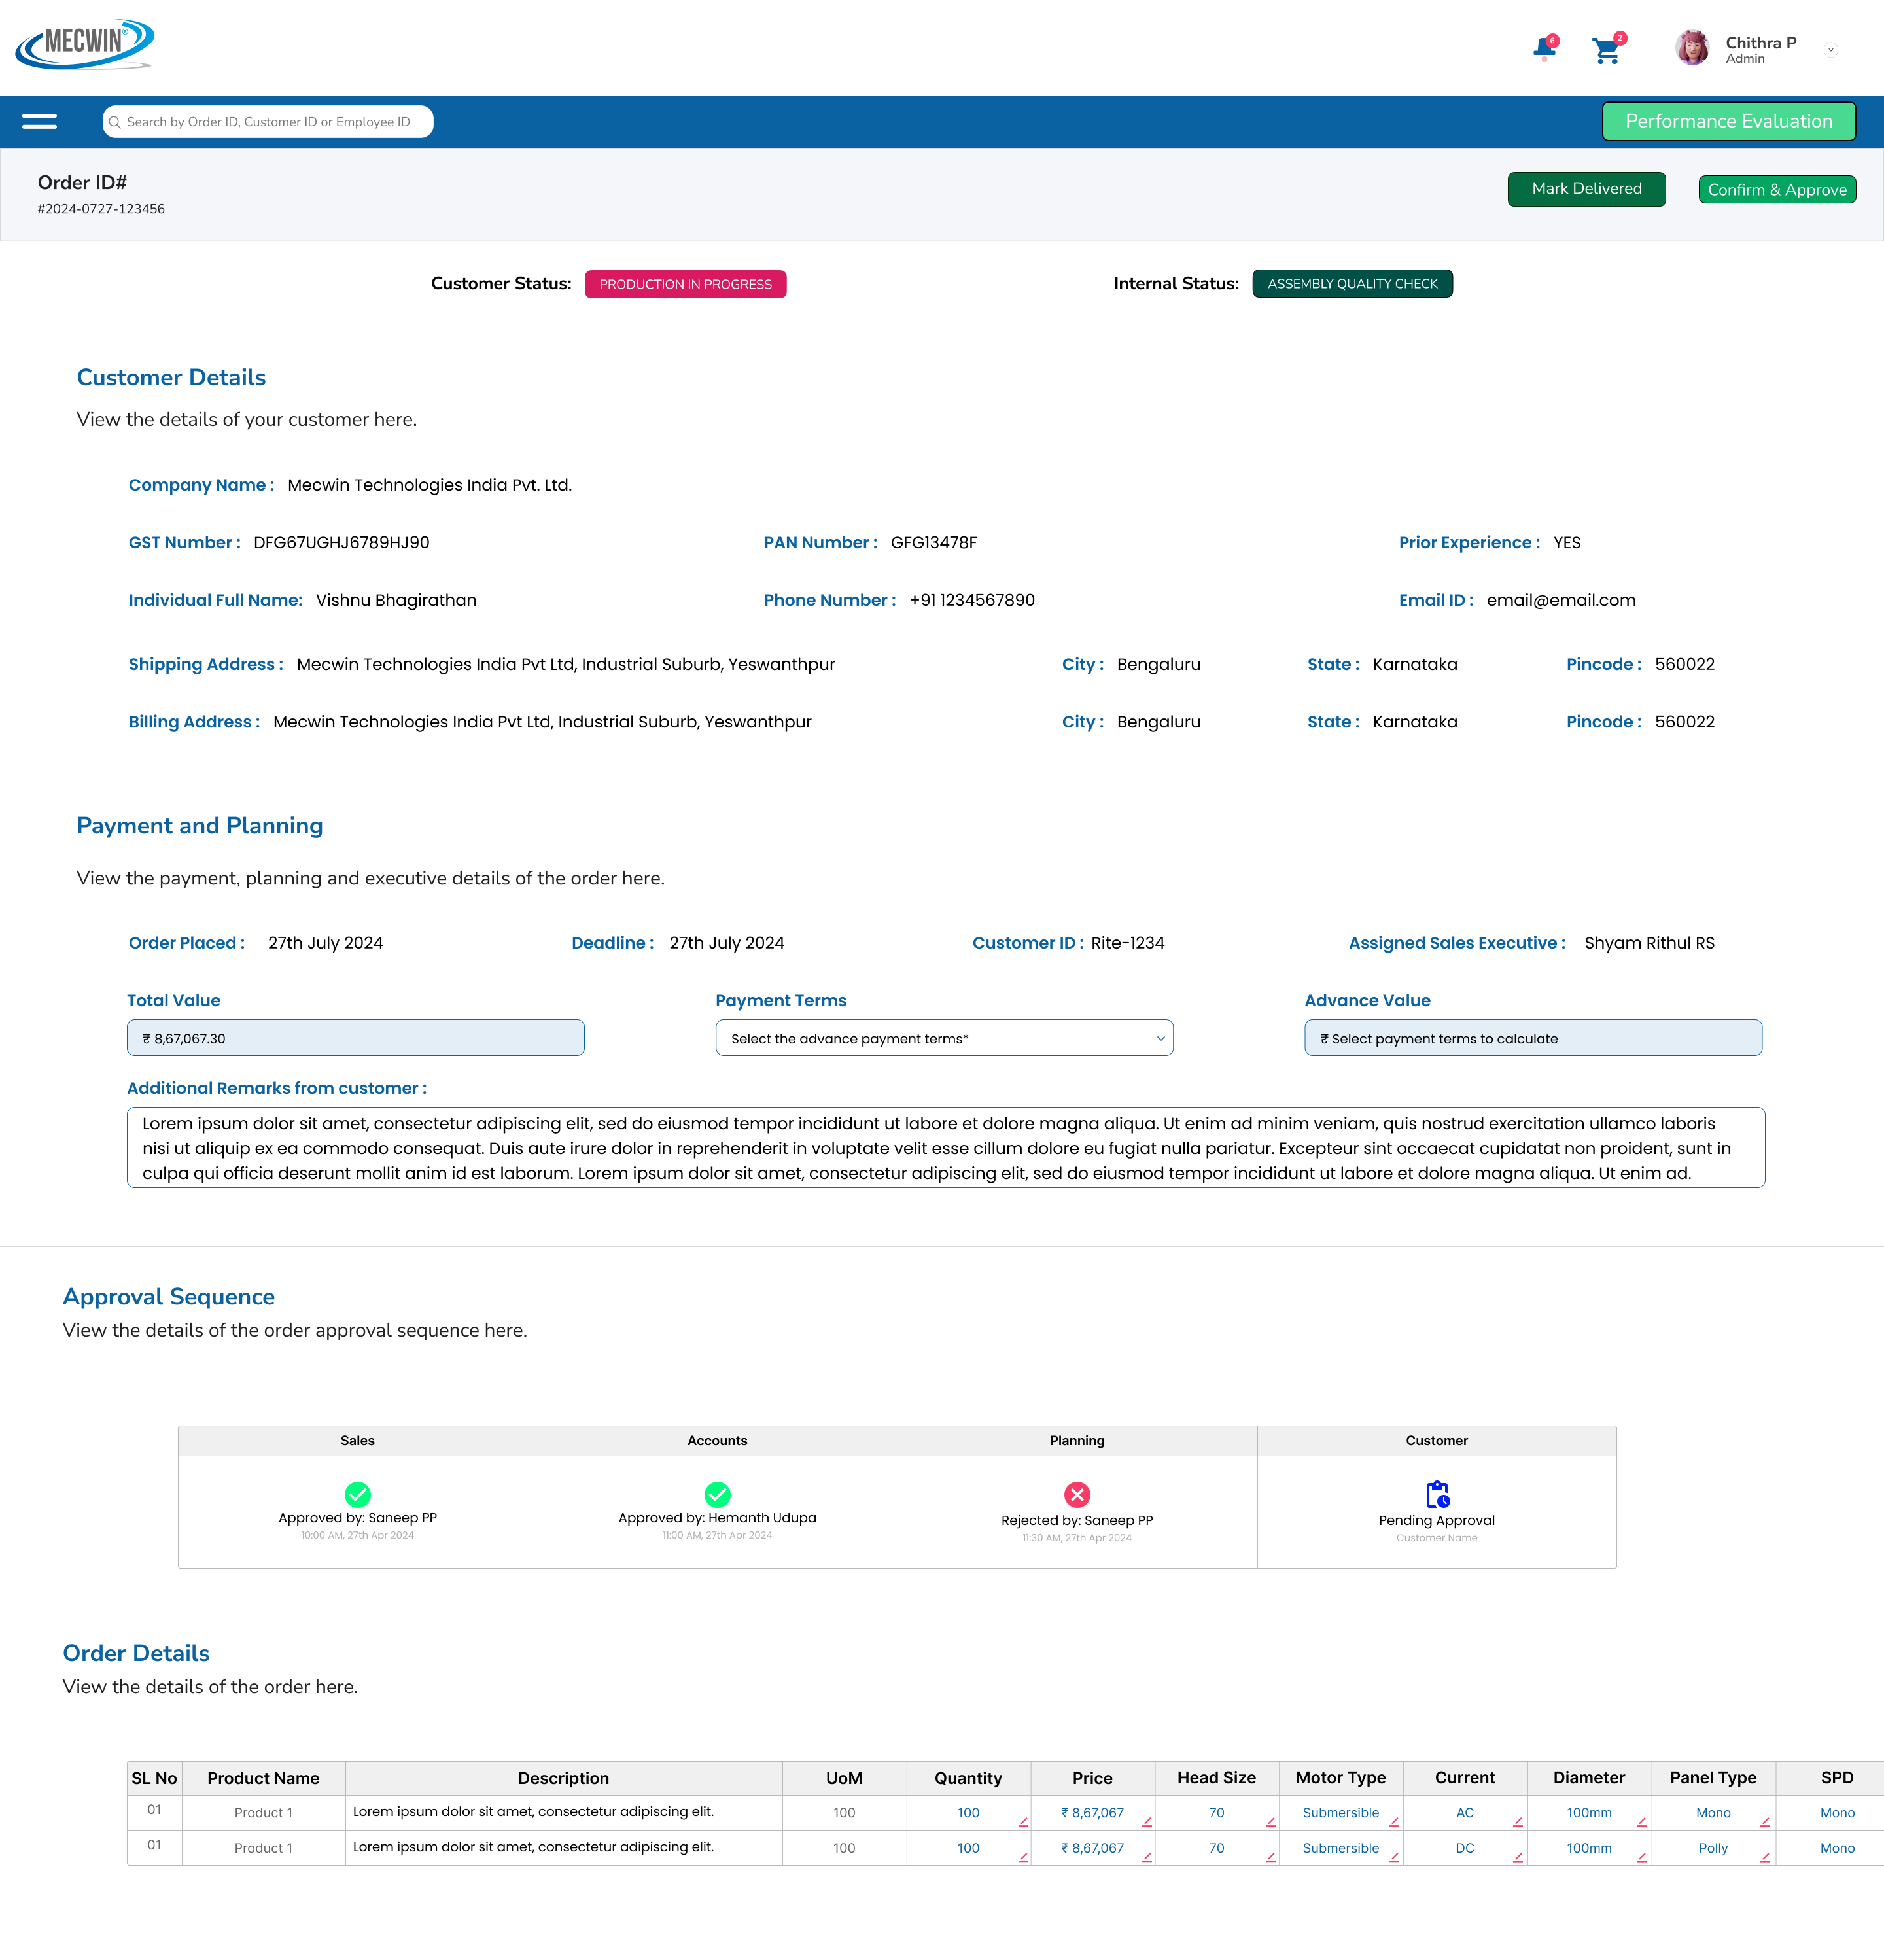 MECWIN®
6
2
Chithra P
Admin
Search by Order ID, Customer ID or Employee ID
Performance Evaluation
Order ID#
#2024-0727-123456
Mark Delivered
Confirm & Approve
Customer Status: PRODUCTION IN PROGRESS
Internal Status: ASSEMBLY QUALITY CHECK
Customer Details
View the details of your customer here.
Company Name : Mecwin Technologies India Pvt. Ltd.
GST Number : DFG67UGHJ6789HJ90 PAN Number : GFG13478F Prior Experience : YES
Individual Full Name: Vishnu Bhagirathan Phone Number : +91 1234567890 Email ID : email@email.com
Shipping Address : Mecwin Technologies India Pvt Ltd, Industrial Suburb, Yeswanthpur City : Bengaluru State : Karnataka Pincode : 560022
Billing Address : Mecwin Technologies India Pvt Ltd, Industrial Suburb, Yeswanthpur City : Bengaluru State : Karnataka Pincode : 560022
Payment and Planning
View the payment, planning and executive details of the order here.
Order Placed : 27th July 2024 Deadline : 27th July 2024 Customer ID : Rite-1234 Assigned Sales Executive : Shyam Rithul RS
Total Value Payment Terms Advance Value
₹ 8,67,067.30 Select the advance payment terms* ₹ Select payment terms to calculate
Additional Remarks from customer :
Lorem ipsum dolor sit amet, consectetur adipiscing elit, sed do eiusmod tempor incididunt ut labore et dolore magna aliqua. Ut enim ad minim veniam, quis nostrud exercitation ullamco laboris
nisi ut aliquip ex ea commodo consequat. Duis aute irure dolor in reprehenderit in voluptate velit esse cillum dolore eu fugiat nulla pariatur. Excepteur sint occaecat cupidatat non proident, sunt in
culpa qui officia deserunt mollit anim id est laborum. Lorem ipsum dolor sit amet, consectetur adipiscing elit, sed do eiusmod tempor incididunt ut labore et dolore magna aliqua. Ut enim ad.
Approval Sequence
View the details of the order approval sequence here.
Sales Accounts Planning Customer
Approved by: Saneep PP Approved by: Hemanth Udupa Rejected by: Saneep PP Pending Approval
10:00 AM, 27th Apr 2024 11:00 AM, 27th Apr 2024 11:30 AM, 27th Apr 2024 Customer Name
Order Details
View the details of the order here.
SL No Product Name Description UoM Quantity Price Head Size Motor Type Current Diameter Panel Type SPD
01 Product 1 Lorem ipsum dolor sit amet, consectetur adipiscing elit. 100 100 ₹ 8,67,067 70 Submersible AC 100mm Mono Mono
01 Product 1 Lorem ipsum dolor sit amet, consectetur adipiscing elit. 100 100 ₹ 8,67,067 70 Submersible DC 100mm Polly Mono